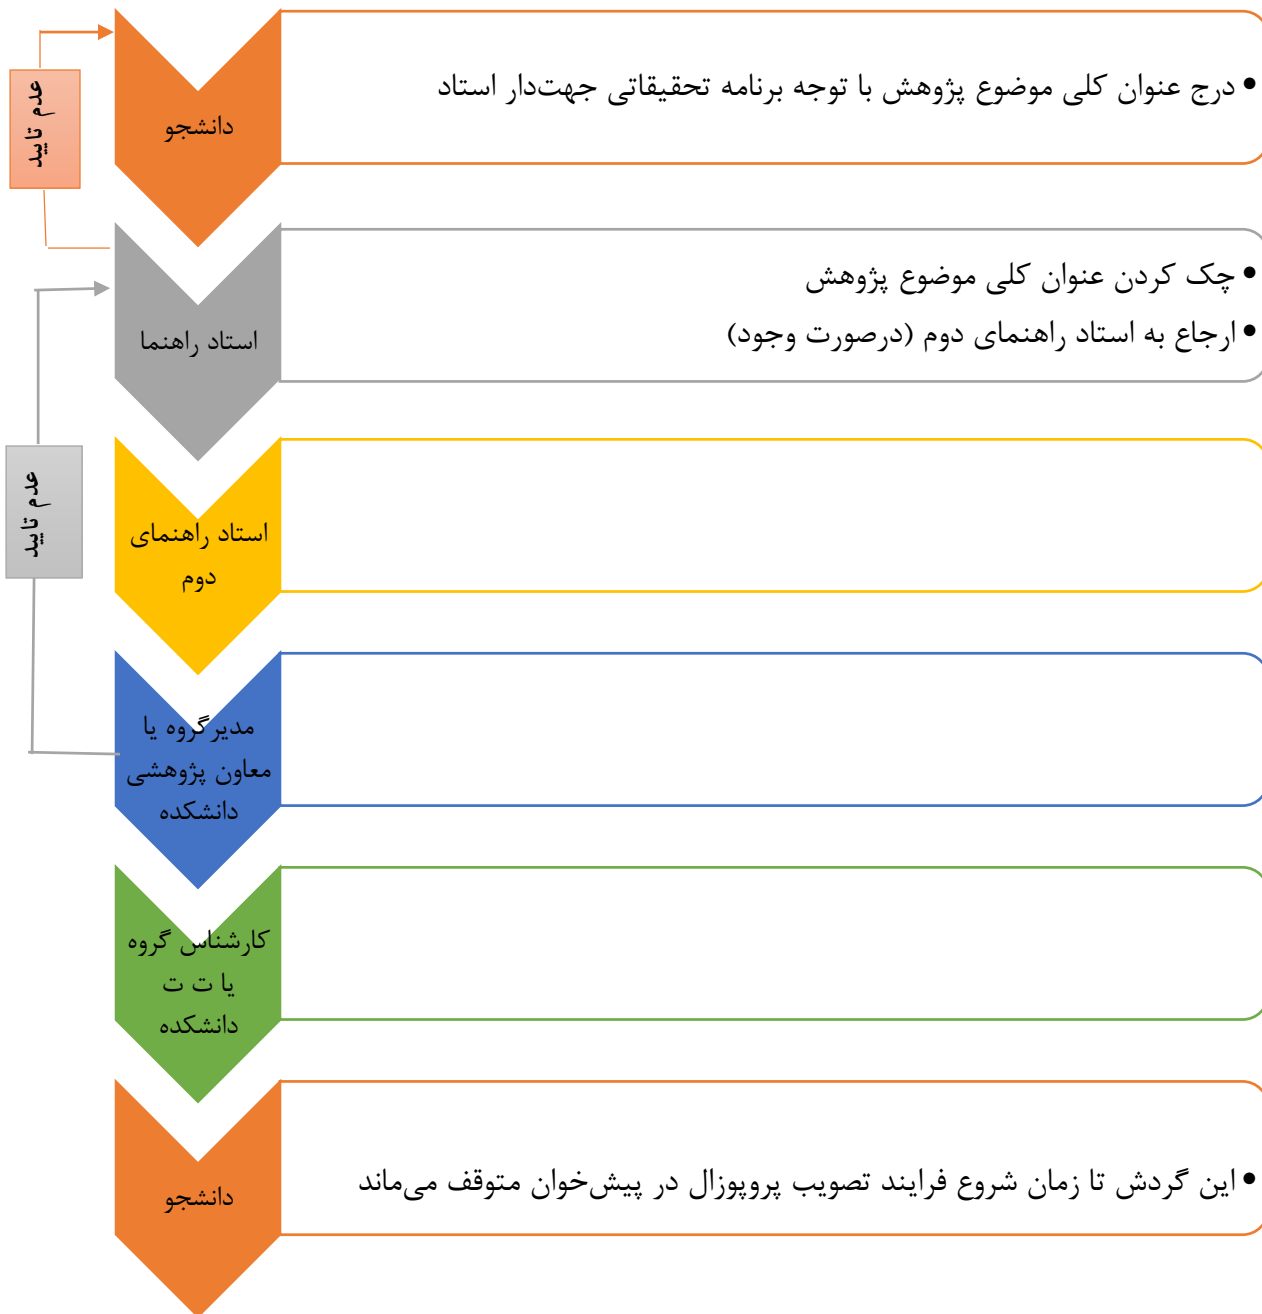 عدم تایید
دانشجو
• درج عنوان کلی موضوع پژوهش با توجه برنامه تحقیقاتی جهت‌دار استاد
استاد راهنما
• چک کردن عنوان کلی موضوع پژوهش
• ارجاع به استاد راهنمای دوم (درصورت وجود)
عدم تایید
استاد راهنمای
دوم
مدیرگروه یا
معاون پژوهشی
دانشکده
کارشناس گروه
یا ت ت
دانشکده
دانشجو
• این گردش تا زمان شروع فرایند تصویب پروپوزال در پیش‌خوان متوقف می‌ماند